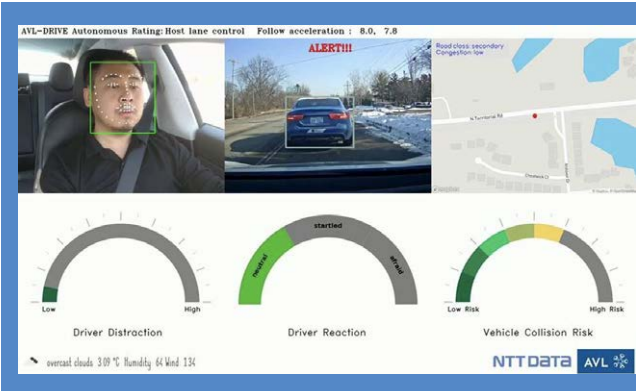 AVL-DRIVE Autonomous Rating: Host lane control Follow acceleration : 8.0, 7.8
ALERT!!!
Road class: secondary
Congestion: low
N Territorial Rd
startled
neutral
afraid
Low
High
Low Risk
High Risk
Driver Distraction
Driver Reaction
Vehicle Collision Risk
overcast clouds 3.09 °C Humidity 64 Wind 1.34
NTT DATA
AVL